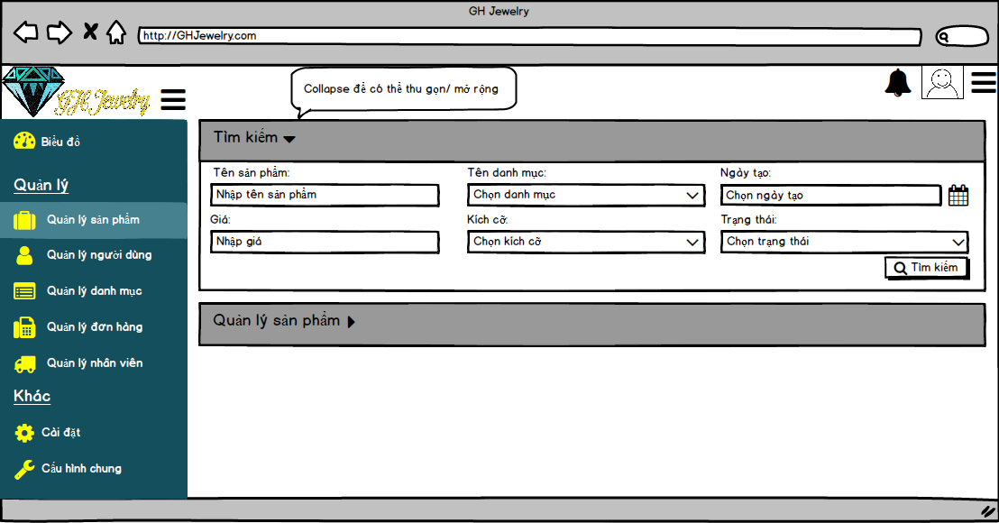 GH Jewelry
http://GHJewelry.com
GH Jewelry
Collapse để có thể thu gọn/ mở rộng
Biểu đồ
Quản lý
Quản lý sản phẩm
Quản lý người dùng
Quản lý danh mục
Quản lý đơn hàng
Quản lý nhân viên
Khác
Cài đặt
Cấu hình chung
Tìm kiếm
Tên sản phẩm:
Tên danh mục:
Ngày tạo:
Nhập tên sản phẩm
Chọn danh mục
Chọn ngày tạo
Giá:
Kích cỡ:
Trạng thái:
Nhập giá
Chọn kích cỡ
Chọn trạng thái
Tìm kiếm
Quản lý sản phẩm